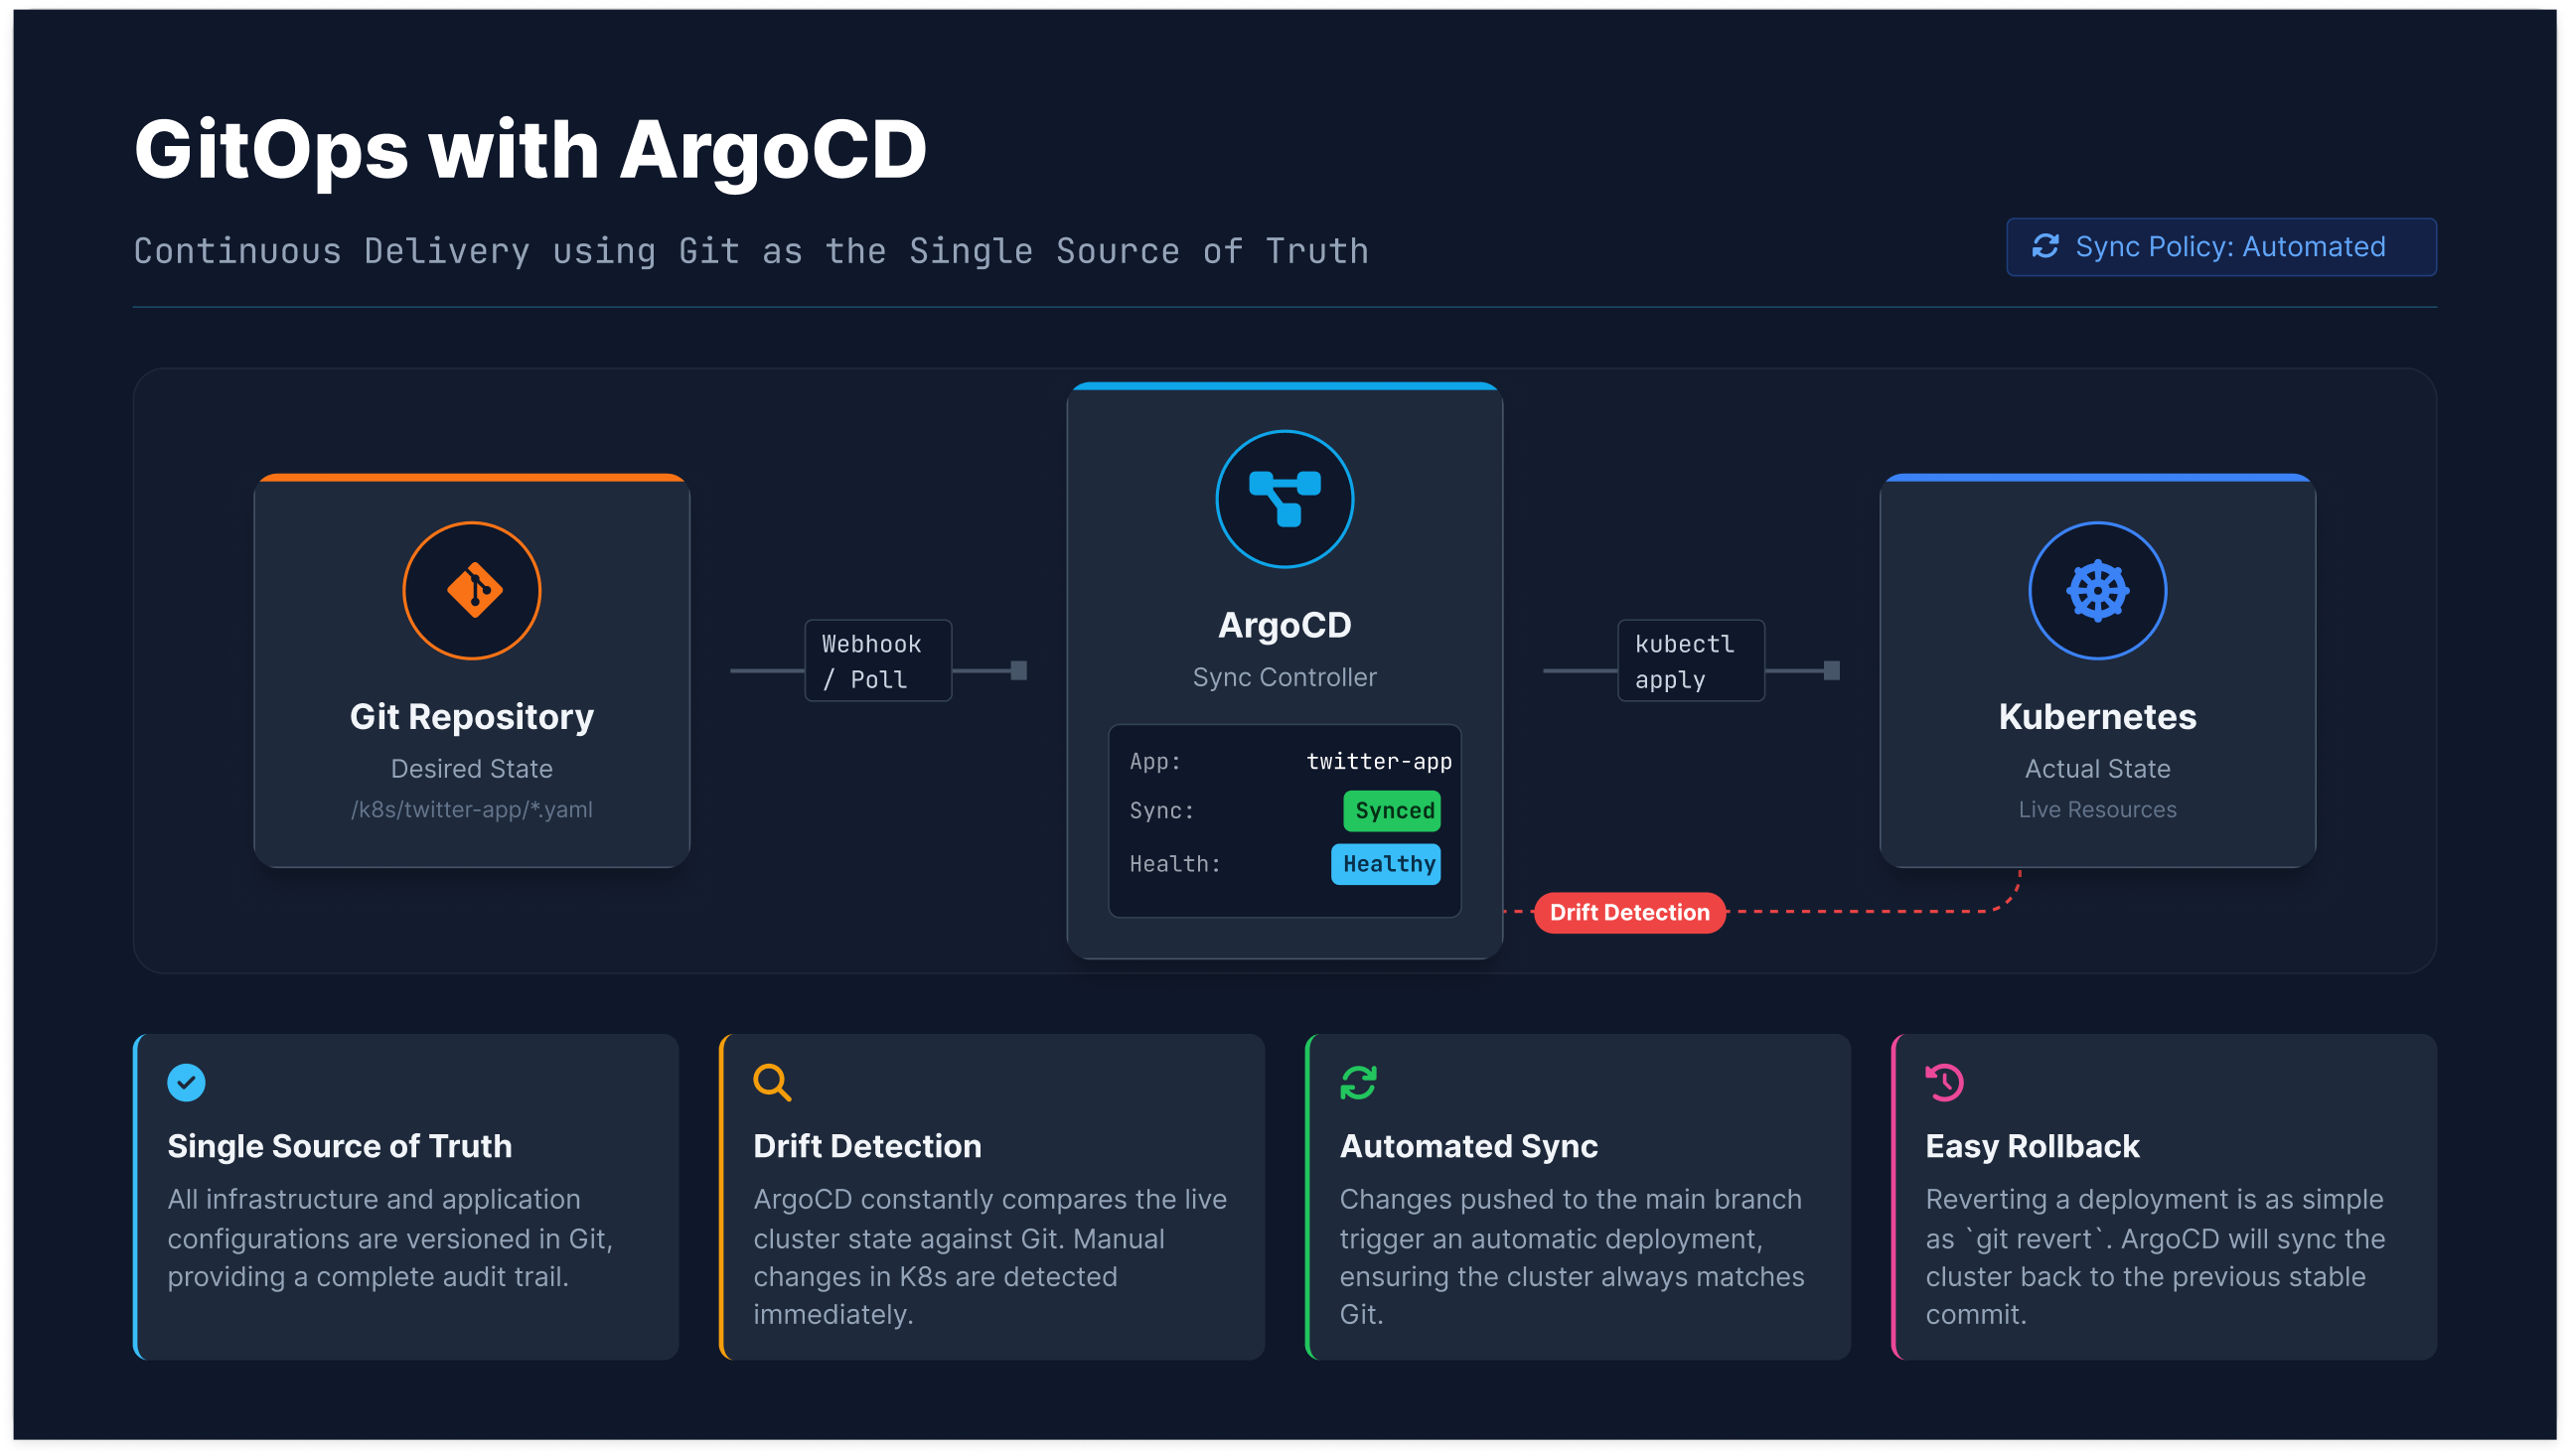 GitOps with ArgoCD
Continuous Delivery using Git as the Single Source of Truth
Sync Policy: Automated
Git Repository
Desired State
/k8s/twitter-app/*.yaml
Webhook
/ Poll
ArgoCD
Sync Controller
App: twitter-app
Sync: Synced
Health: Healthy
kubectl
apply
Kubernetes
Actual State
Live Resources
Drift Detection
Single Source of Truth
All infrastructure and application
configurations are versioned in Git,
providing a complete audit trail.
Drift Detection
ArgoCD constantly compares the live
cluster state against Git. Manual
changes in K8s are detected
immediately.
Automated Sync
Changes pushed to the main branch
trigger an automatic deployment,
ensuring the cluster always matches
Git.
Easy Rollback
Reverting a deployment is as simple
as `git revert`. ArgoCD will sync the
cluster back to the previous stable
commit.